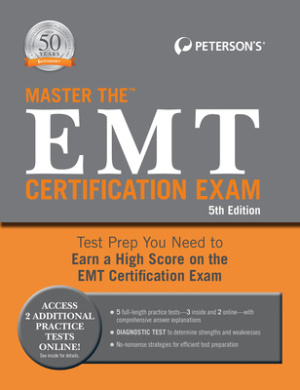 50
YEARS
PETERSON'S®
MASTER THE™
EMT
CERTIFICATION EXAM
5th Edition
Test Prep You Need to
Earn a High Score on the
EMT Certification Exam
ACCESS
2 ADDITIONAL
PRACTICE
TESTS
ONLINE!
See inside for details.
• 5 full-length practice tests—3 inside and 2 online—with
comprehensive answer explanations
• DIAGNOSTIC TEST to determine strengths and weaknesses
• No-nonsense strategies for efficient test preparation